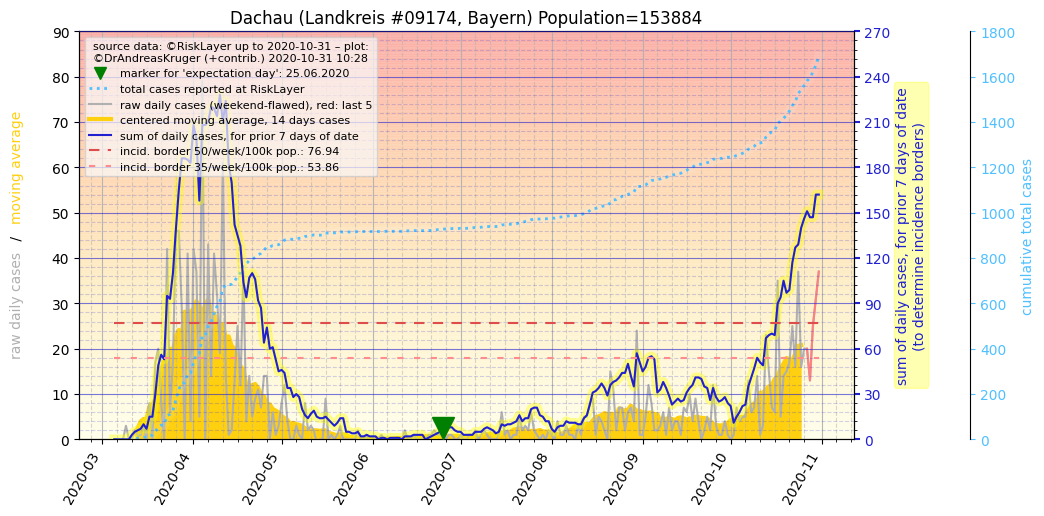 Dachau (Landkreis #09174, Bayern) Population=153884
source data: ©RiskLayer up to 2020-10-31 – plot:
©DrAndreasKruger (+contrib.) 2020-10-31 10:28
marker for 'expectation day': 25.06.2020
total cases reported at RiskLayer
raw daily cases (weekend-flawed), red: last 5
centered moving average, 14 days cases
sum of daily cases, for prior 7 days of date
incid. border 50/week/100k pop.: 76.94
incid. border 35/week/100k pop.: 53.86
raw daily cases / moving average
90
80
70
60
50
40
30
20
10
0
2020-03
2020-04
2020-05
2020-06
2020-07
2020-08
2020-09
2020-10
2020-11
270
240
210
180
150
120
90
60
30
0
sum of daily cases, for prior 7 days of date
(to determine incidence borders)
1800
1600
1400
1200
1000
800
600
400
200
0
cumulative total cases